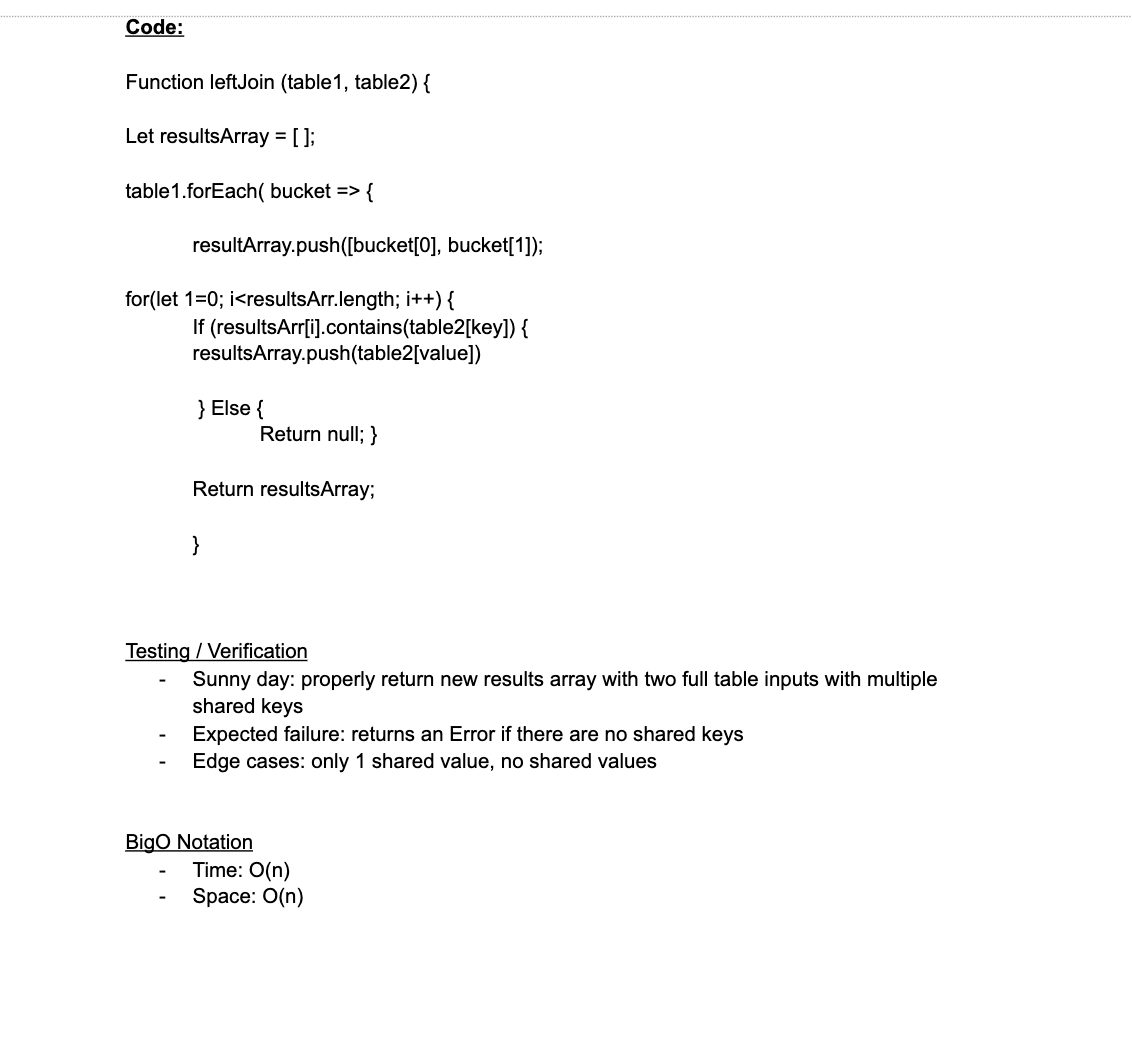 Code:
Function leftJoin (table1, table2) {
Let resultsArray = [ ];
table1.forEach( bucket => {
resultArray.push([bucket[0], bucket[1]);
for(let 1=0; i<resultsArr.length; i++) {
If (resultsArr[i].contains(table2[key]) {
resultsArray.push(table2[value])
} Else {
Return null; }
Return resultsArray;
}
Testing / Verification
- Sunny day: properly return new results array with two full table inputs with multiple
shared keys
- Expected failure: returns an Error if there are no shared keys
- Edge cases: only 1 shared value, no shared values
BigO Notation
- Time: O(n)
- Space: O(n)